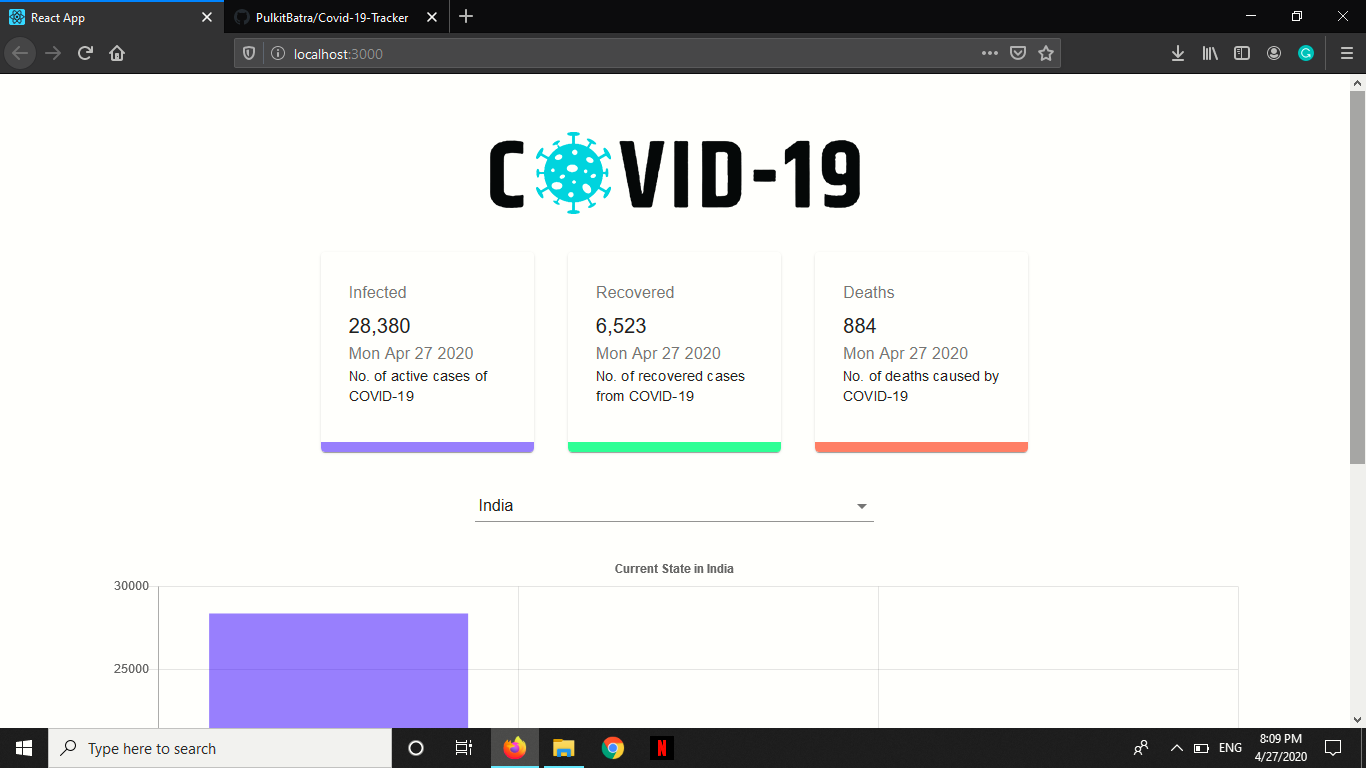 React App
PulkitBatra/Covid-19-Tracker
localhost:3000
COVID-19
Infected
28,380
Mon Apr 27 2020
No. of active cases of
COVID-19
Recovered
6,523
Mon Apr 27 2020
No. of recovered cases
from COVID-19
Deaths
884
Mon Apr 27 2020
No. of deaths caused by
COVID-19
India
Current State in India
30000
25000
Type here to search
N
ENG
8:09 PM
4/27/2020